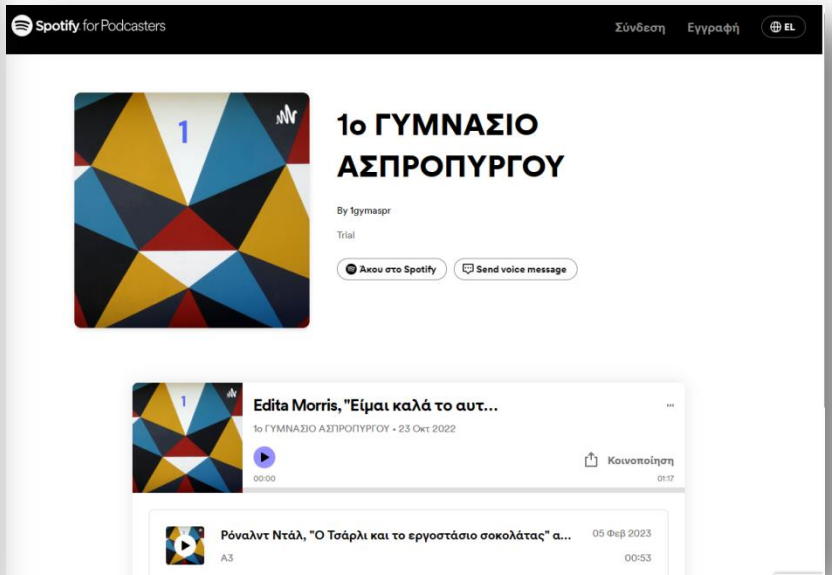 Spotify for Podcasters
Σύνδεση Εγγραφή EL
1
1ο ΓΥΜΝΑΣΙΟ
ΑΣΠΡΟΠΥΡΓΟΥ
By 1gymaspr
Trial
Άκου στο Spotify Send voice message
1
Edita Morris, "Είμαι καλά το αυτ... ...
1ο ΓΥΜΝΑΣΙΟ ΑΣΠΡΟΠΥΡΓΟΥ • 23 Οκτ 2022
Κοινοποίηση
00:00 01:17
Ρόναλντ Ντάλ, "Ο Τσάρλι και το εργοστάσιο σοκολάτας" α... 05 Φεβ 2023
A3 00:53